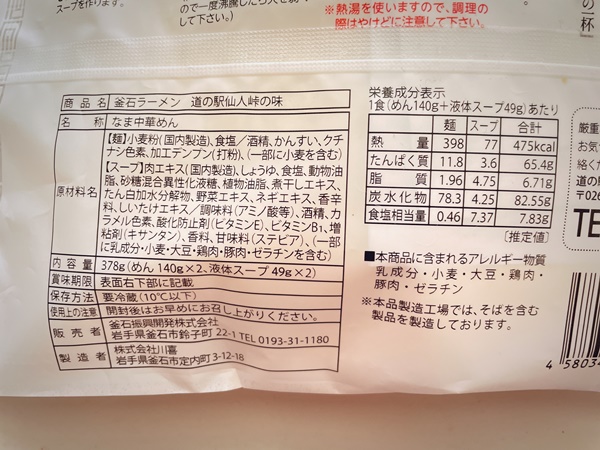 スープを作ります。
ので一度沸騰したら火を弱
して下さい。)
※熱湯を使いますので、調理の
際はやけどに注意して下さい。
の一杯
商品名 釜石ラーメン 道の駅仙人峠の味
名称 なま中華めん
原材料名 【麺】小麦粉(国内製造)、食塩/酒精、かんすい、クチ
ナシ色素、加工デンプン(打粉)、(一部に小麦を含む)
【スープ】肉エキス(国内製造)、しょうゆ、食塩、動物油
脂、砂糖混合異性化液糖、植物油脂、煮干しエキス、
たん白加水分解物、野菜エキス、ネギエキス、香辛
料、しいたけエキス/調味料(アミノ酸等)、酒精、カ
ラメル色素、酸化防止剤(ビタミンE)、ビタミンB1、増
粘剤(キサンタン)、香料、甘味料(ステビア)、(一部
に乳成分・小麦・大豆・鶏肉・豚肉・ゼラチンを含む)
内容量 378g(めん 140g×2、液体スープ 49g×2)
賞味期限 表面右下部に記載
保存方法 要冷蔵(10℃以下)
使用上の注意 開封後はお早めにお召し上がりください。
販売者 釜石振興開発株式会社
岩手県釜石市鈴子町 22-1 TEL 0193-31-1180
製造者 株式会社川喜
岩手県釜石市定内町 3-12-18
栄養成分表示
1食(めん140g+液体スープ49g)あたり
麺 スープ 合計
熱量 398 77 475kcal
たんぱく質 11.8 3.6 65.4g
脂質 1.96 4.75 6.71g
炭水化物 78.3 4.25 82.55g
食塩相当量 0.46 7.37 7.83g
[推定値]
■本商品に含まれるアレルギー物質
乳成分・小麦・大豆・鶏肉・
豚肉・ゼラチン
※本品製造工場では、そばを含む
製品を製造しております。
厳重
お気
絡く
道の
〒026
TE
4 58034